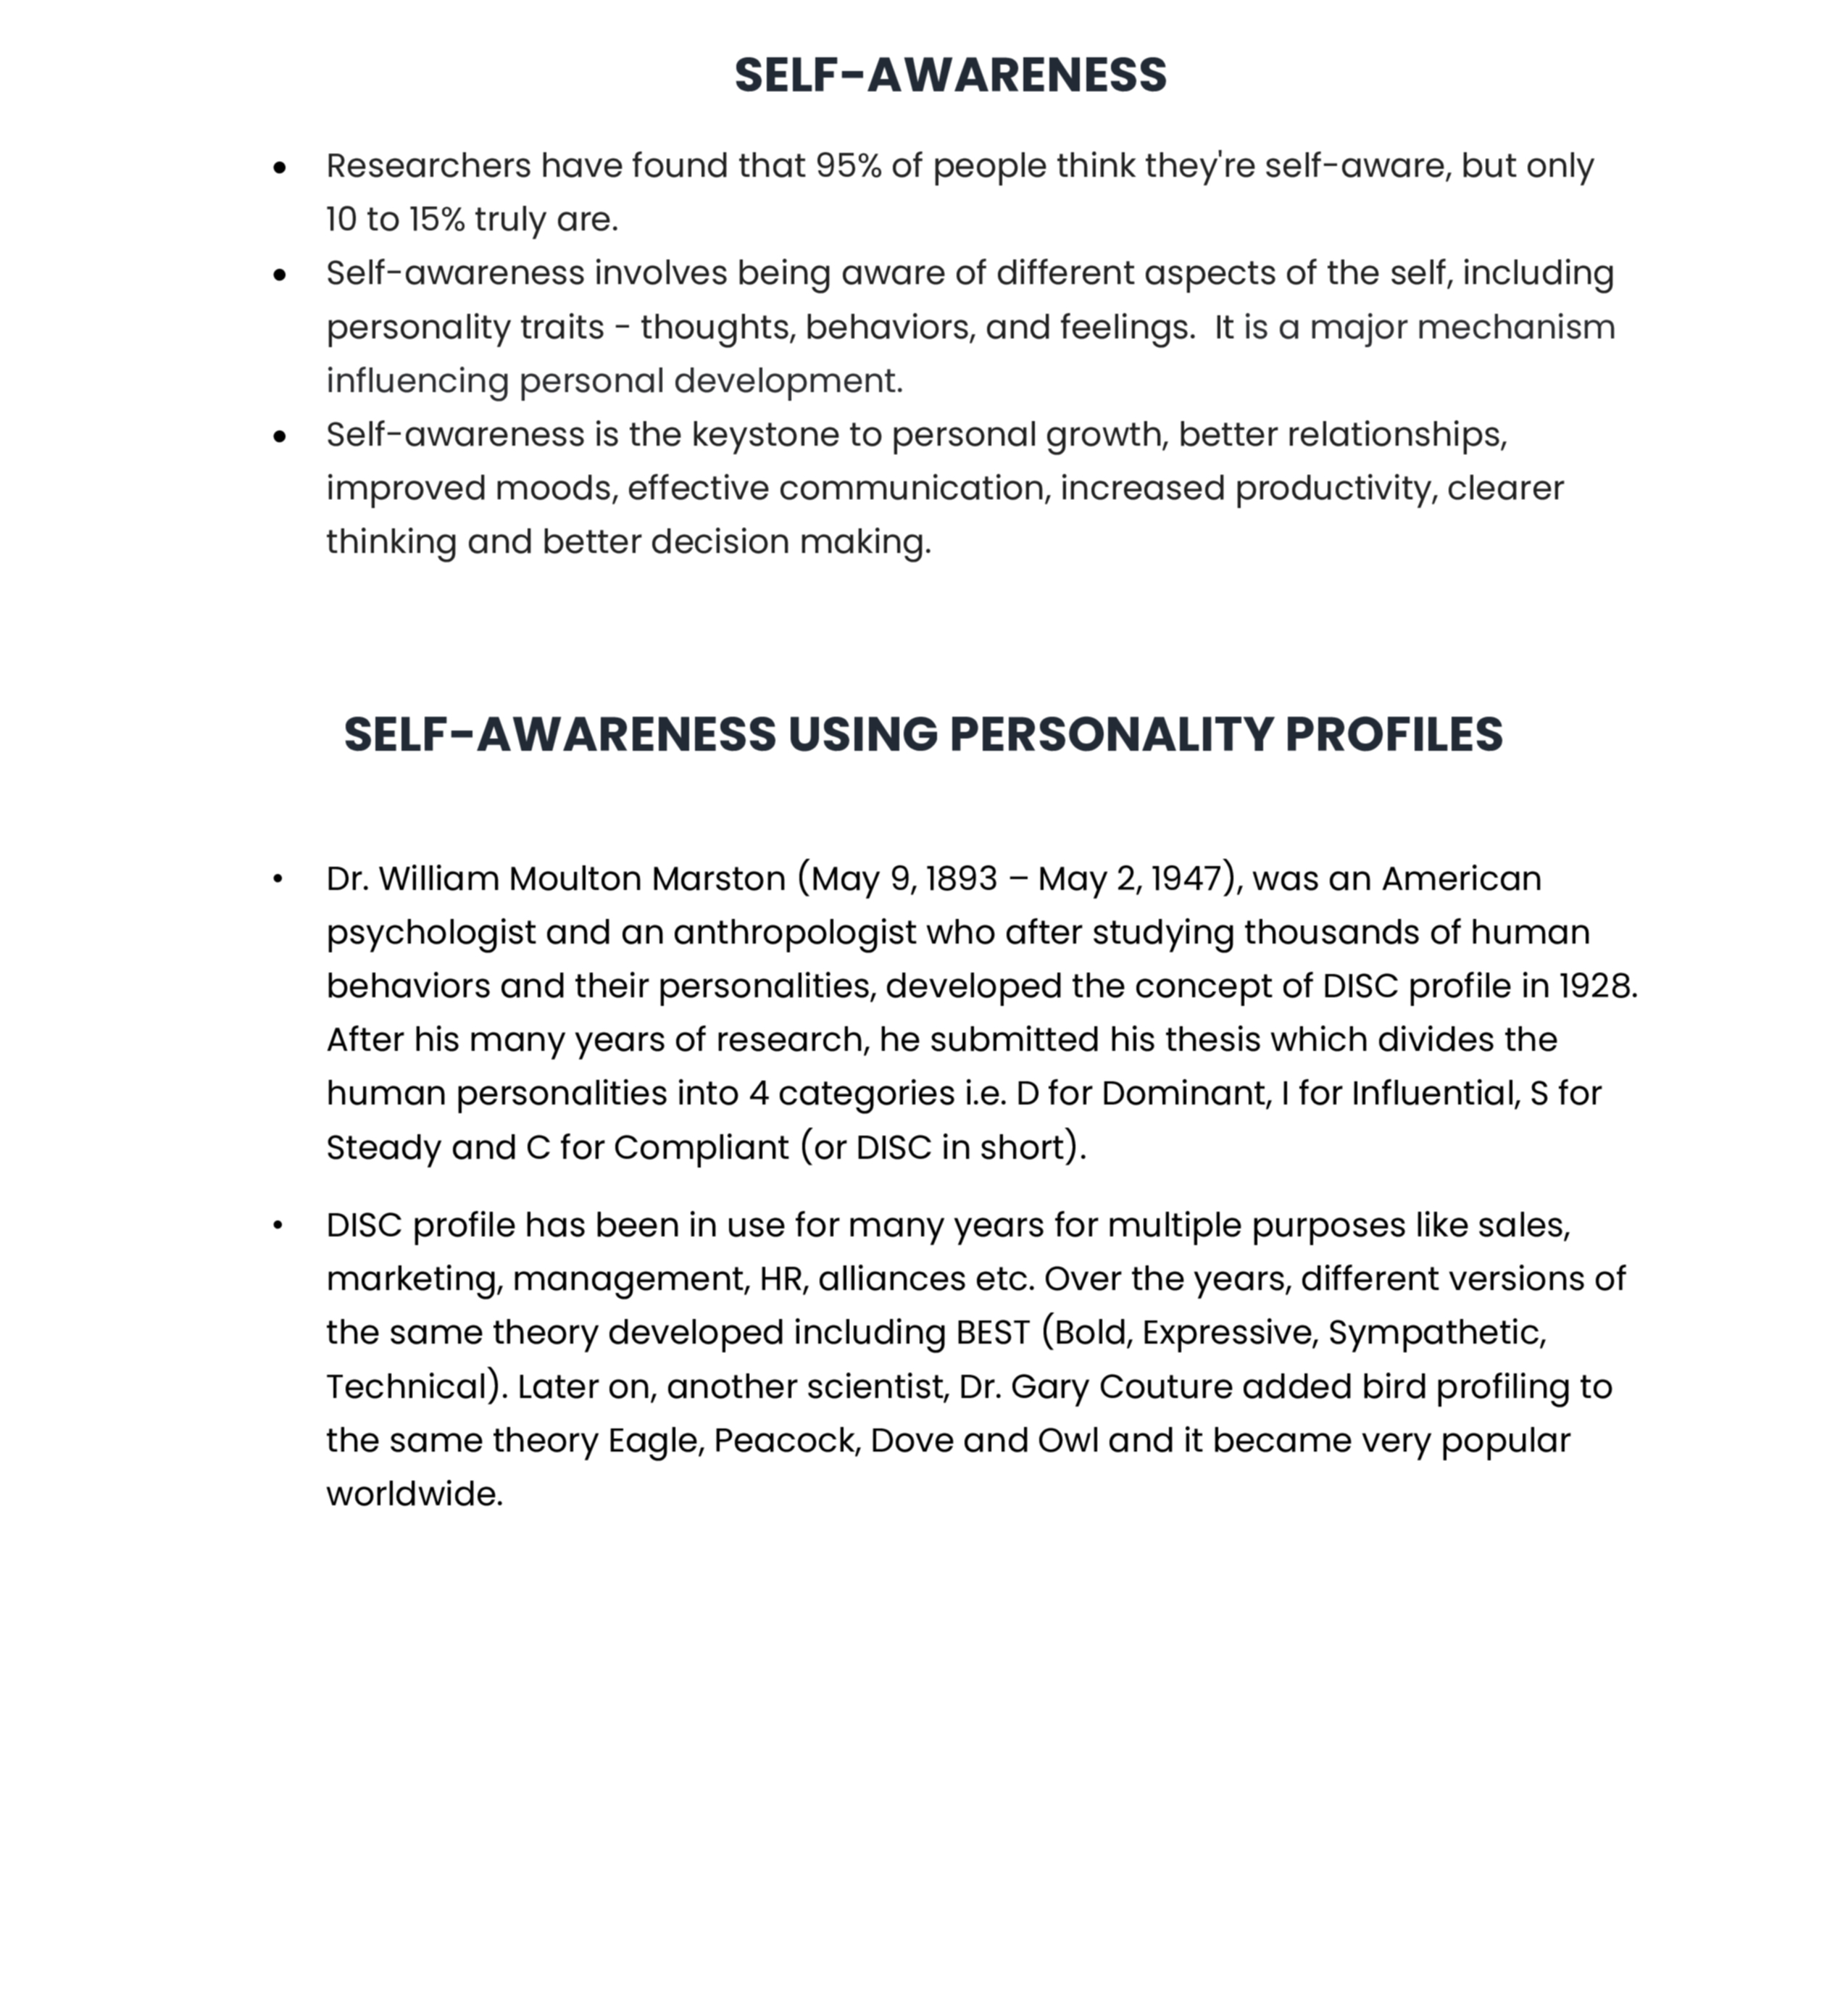 SELF-AWARENESS
• Researchers have found that 95% of people think they're self-aware, but only
10 to 15% truly are.
• Self-awareness involves being aware of different aspects of the self, including
personality traits - thoughts, behaviors, and feelings.  It is a major mechanism
influencing personal development.
• Self-awareness is the keystone to personal growth, better relationships,
improved moods, effective communication, increased productivity, clearer
thinking and better decision making.
SELF-AWARENESS USING PERSONALITY PROFILES
• Dr. William Moulton Marston (May 9, 1893 – May 2, 1947), was an American
psychologist and an anthropologist who after studying thousands of human
behaviors and their personalities, developed the concept of DISC profile in 1928.
After his many years of research, he submitted his thesis which divides the
human personalities into 4 categories i.e. D for Dominant, I for Influential, S for
Steady and C for Compliant (or DISC in short).
• DISC profile has been in use for many years for multiple purposes like sales,
marketing, management, HR, alliances etc. Over the years, different versions of
the same theory developed including BEST (Bold, Expressive, Sympathetic,
Technical). Later on, another scientist, Dr. Gary Couture added bird profiling to
the same theory Eagle, Peacock, Dove and Owl and it became very popular
worldwide.